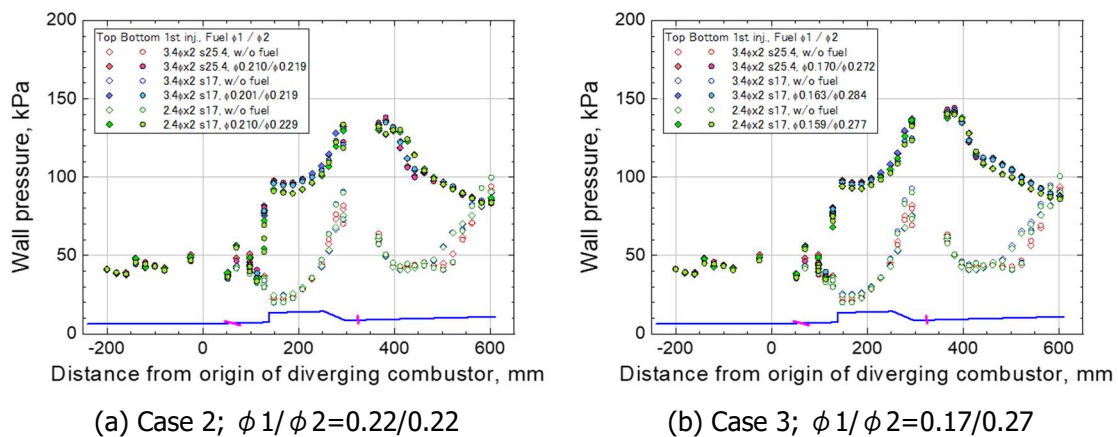 200
150
100
50
0
Wall pressure, kPa
Top Bottom 1st inj., Fuel φ1 / φ2
3.4φx2 s25.4, w/o fuel
3.4φx2 s25.4, φ0.210/φ0.219
3.4φx2 s17, w/o fuel
3.4φx2 s17, φ0.201/φ0.219
2.4φx2 s17, w/o fuel
2.4φx2 s17, φ0.210/φ0.229
-200 0 200 400 600
Distance from origin of diverging combustor, mm
(a) Case 2; φ1/φ2=0.22/0.22
200
150
100
50
0
Wall pressure, kPa
Top Bottom 1st inj., Fuel φ1 / φ2
3.4φx2 s25.4, w/o fuel
3.4φx2 s25.4, φ0.170/φ0.272
3.4φx2 s17, w/o fuel
3.4φx2 s17, φ0.163/φ0.284
2.4φx2 s17, w/o fuel
2.4φx2 s17, φ0.159/φ0.277
-200 0 200 400 600
Distance from origin of diverging combustor, mm
(b) Case 3; φ1/φ2=0.17/0.27